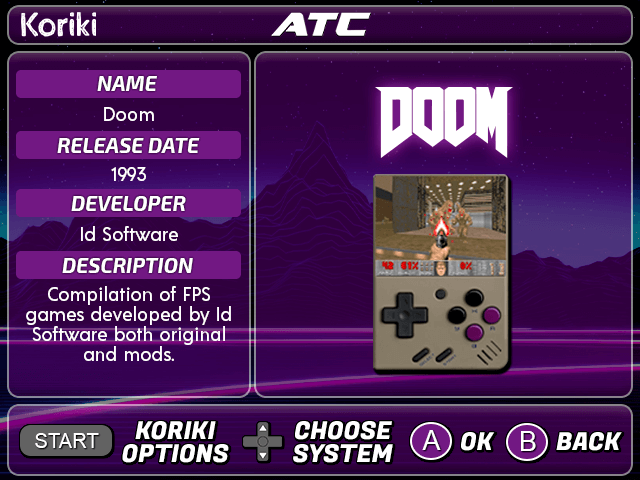 Koriki
ATC
NAME
Doom
RELEASE DATE
1993
DEVELOPER
Id Software
DESCRIPTION
Compilation of FPS
games developed by Id
Software both original
and mods.
DOOM
START
KORIKI
OPTIONS
CHOOSE
SYSTEM
A
OK
B
BACK